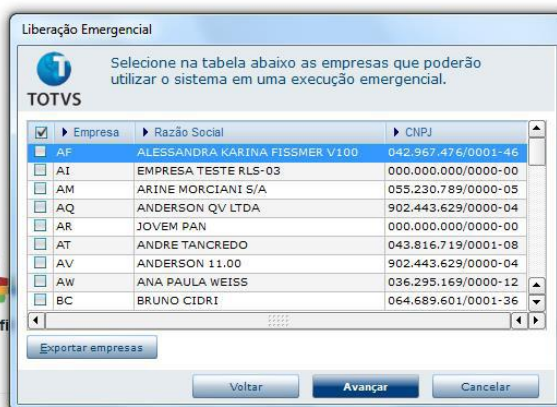 Liberação Emergencial
TOTVS
Selecione na tabela abaixo as empresas que poderão
utilizar o sistema em uma execução emergencial.
Empresa Razão Social CNPJ
AF ALESSANDRA KARINA FISSMER V100 042.967.476/0001-46
AI EMPRESA TESTE RLS-03 000.000.000/0000-00
AM ARINE MORCIANI S/A 055.230.789/0000-05
AQ ANDERSON QV LTDA 902.443.629/0000-04
AR JOVEM PAN 000.000.000/0000-00
AT ANDRE TANCREDO 043.816.719/0001-08
AV ANDERSON 11.00 902.443.629/0000-04
AW ANA PAULA WEISS 036.295.169/0000-12
BC BRUNO CIDRI 064.689.601/0001-36
fi
Exportar empresas
Voltar Avançar Cancelar